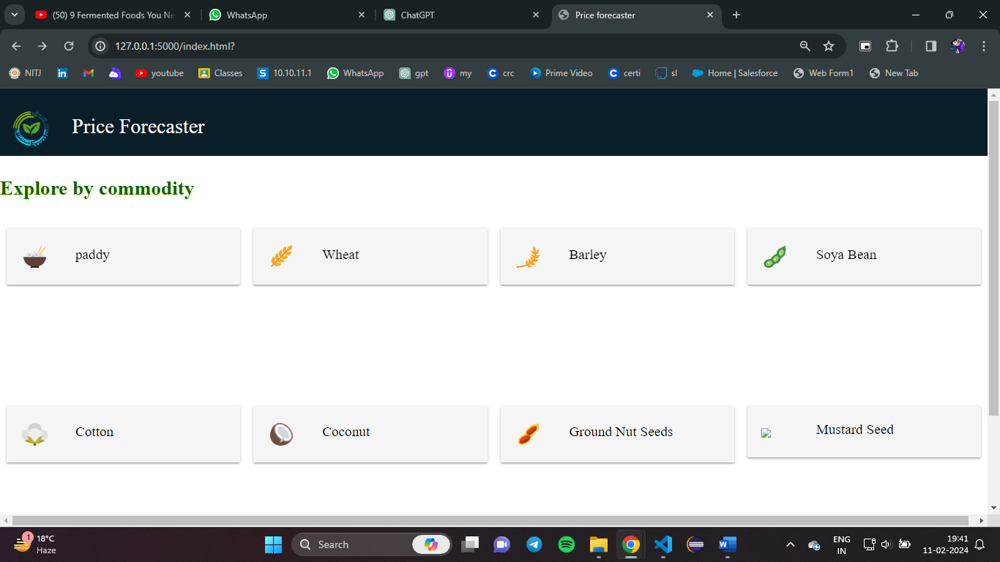 (50) 9 Fermented Foods You Ne
WhatsApp
ChatGPT
Price forecaster
127.0.0.1:5000/index.html?
NITJ
youtube
Classes
S 10.10.11.1
WhatsApp
gpt
my
crc
Prime Video
certi
sl
Home | Salesforce
Web Form1
New Tab
Price Forecaster
Explore by commodity
paddy
Wheat
Barley
Soya Bean
Cotton
Coconut
Ground Nut Seeds
Mustard Seed
1
18°C
Haze
Search
ENG
IN
19:41
11-02-2024